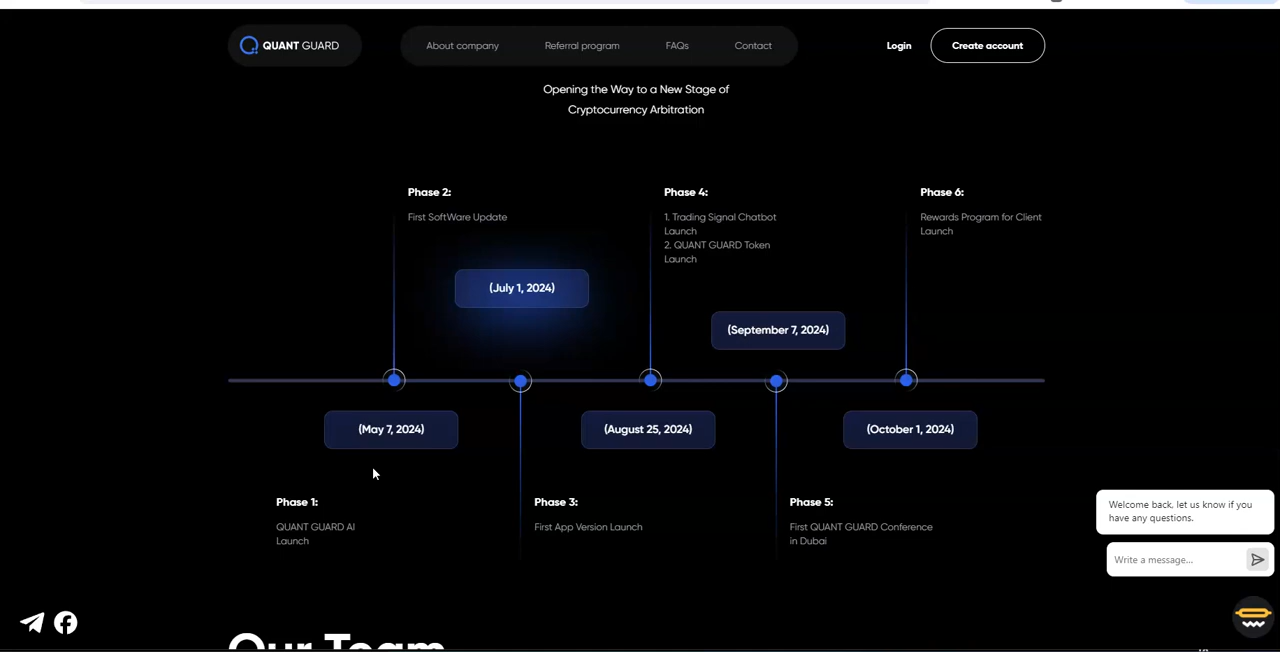 QUANT GUARD
About company
Referral program
FAQs
Contact
Login
Create account
Opening the Way to a New Stage of
Cryptocurrency Arbitration
Phase 2:
First SoftWare Update
Phase 4:
1. Trading Signal Chatbot
Launch
2. QUANT GUARD Token
Launch
Phase 6:
Rewards Program for Client
Launch
(July 1, 2024)
(September 7, 2024)
(May 7, 2024)
(August 25, 2024)
(October 1, 2024)
Phase 1:
QUANT GUARD AI
Launch
Phase 3:
First App Version Launch
Phase 5:
First QUANT GUARD Conference
in Dubai
Welcome back, let us know if you
have any questions.
Write a message...
Our Team